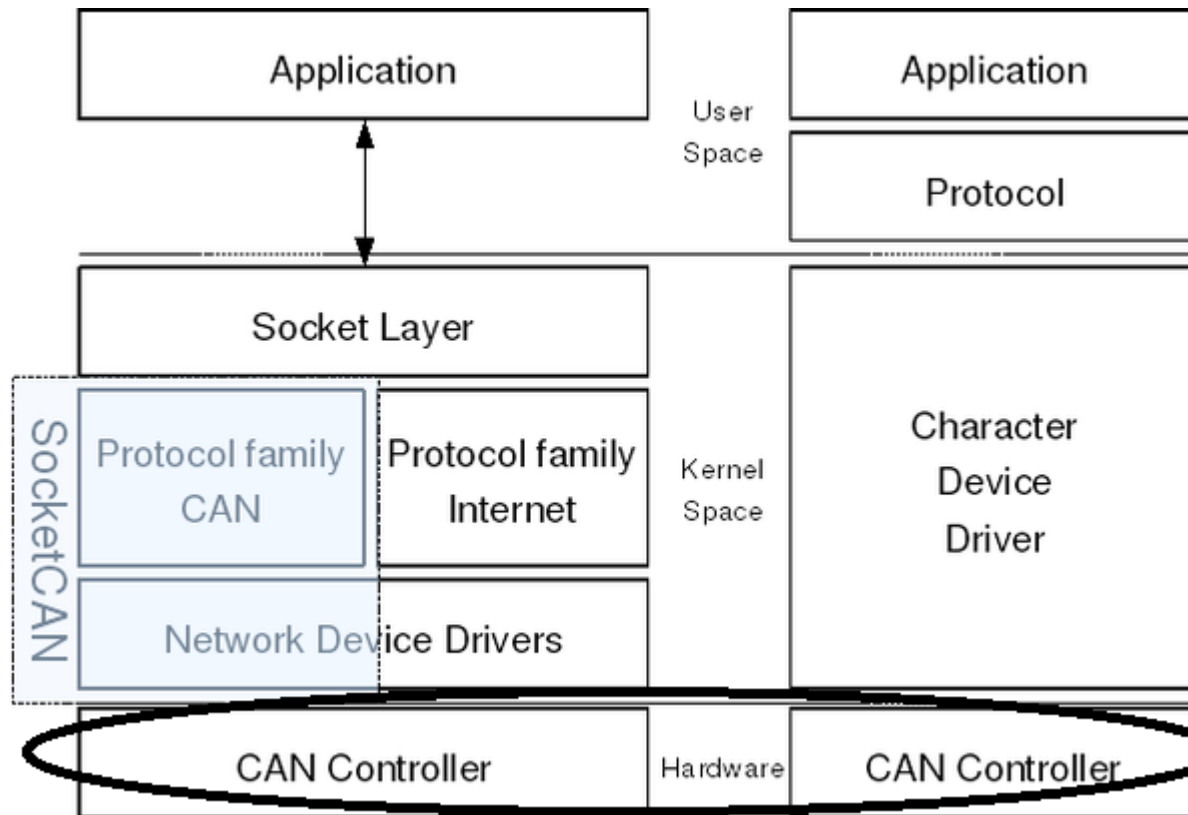 Application
Application
User
Space
Protocol
Socket Layer
SocketCAN
Protocol family
CAN
Protocol family
Internet
Kernel
Space
Character
Device
Driver
Network Device Drivers
CAN Controller
Hardware
CAN Controller